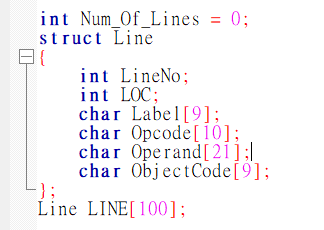 int Num_Of_Lines = 0;
struct Line
{
int LineNo;
int LOC;
char Label[9];
char Opcode[10];
char Operand[21];
char ObjectCode[9];
};
Line LINE[100];